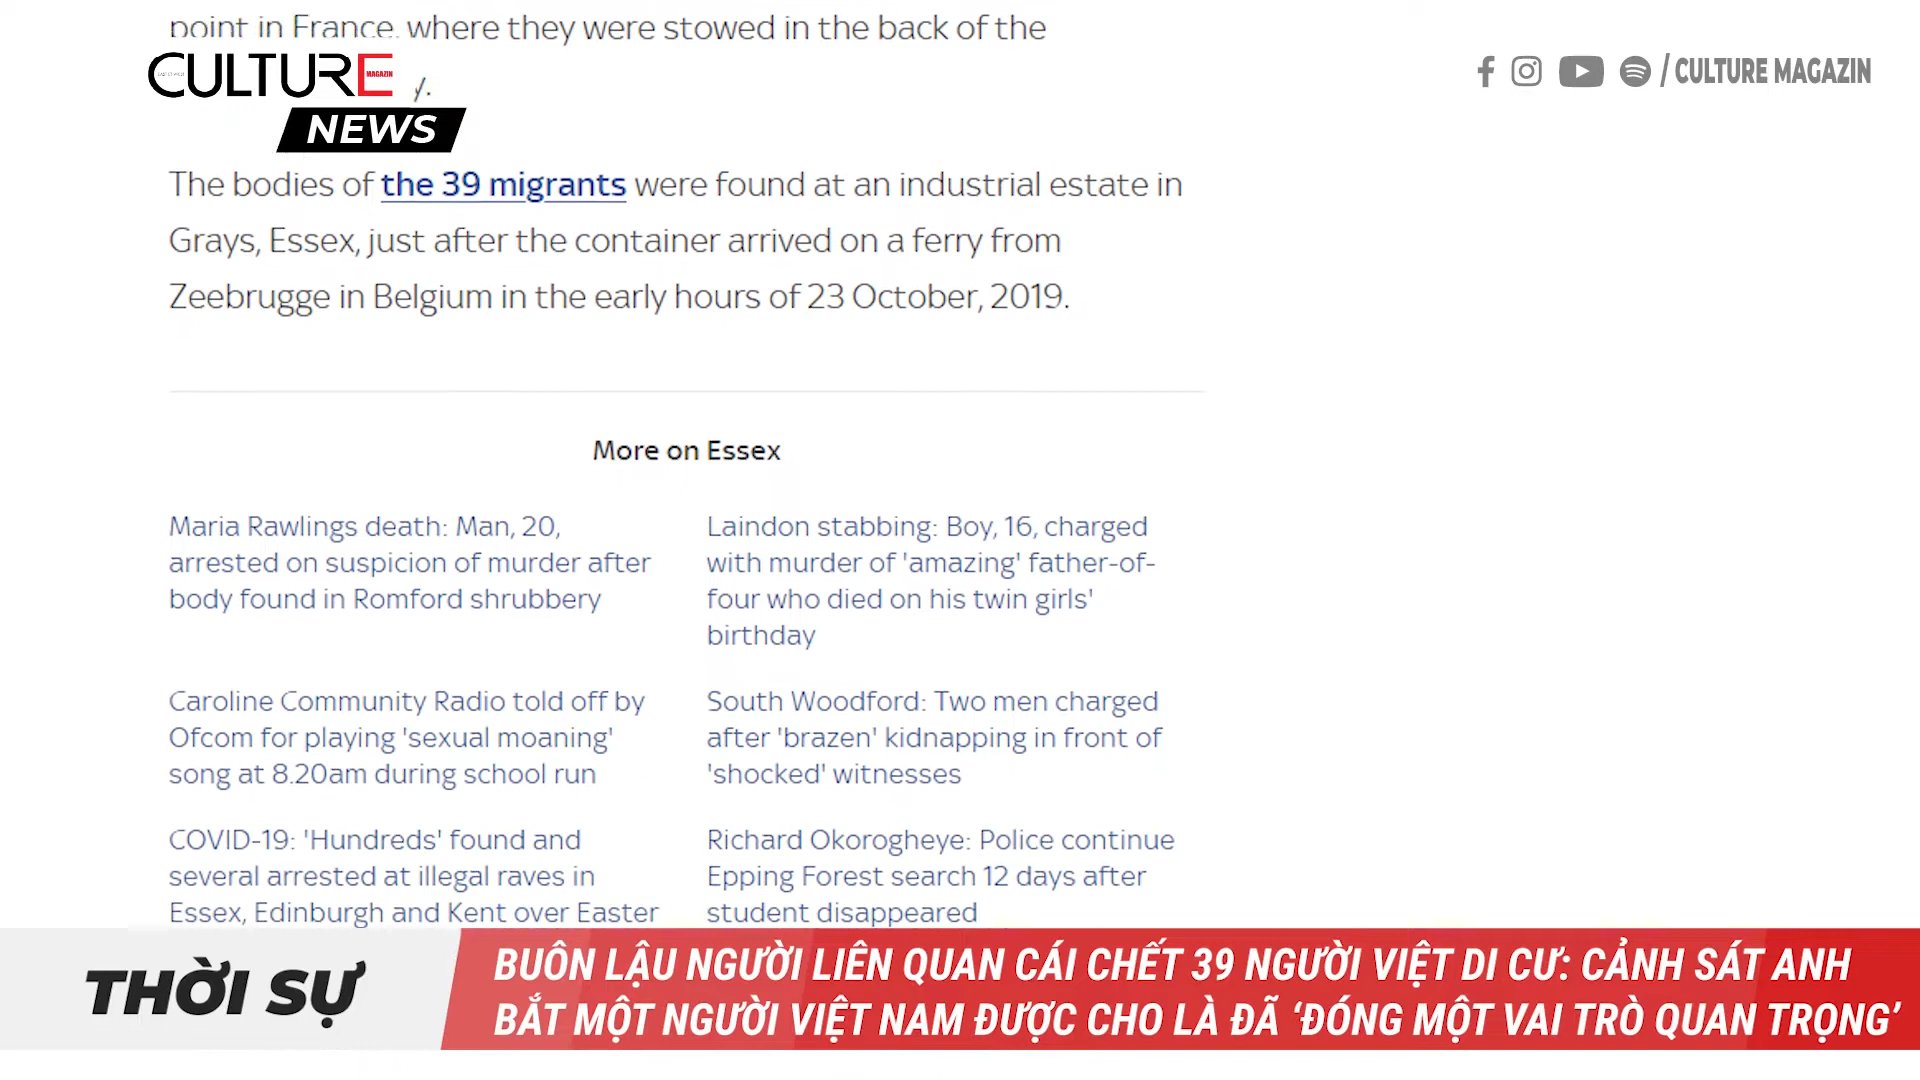 point in France, where they were stowed in the back of the
CULTURE
MAGAZIN
y.
NEWS
/ CULTURE MAGAZIN
The bodies of the 39 migrants were found at an industrial estate in
Grays, Essex, just after the container arrived on a ferry from
Zeebrugge in Belgium in the early hours of 23 October, 2019.
More on Essex
Maria Rawlings death: Man, 20,
arrested on suspicion of murder after
body found in Romford shrubbery
Laindon stabbing: Boy, 16, charged
with murder of 'amazing' father-of-
four who died on his twin girls'
birthday
Caroline Community Radio told off by
Ofcom for playing 'sexual moaning'
song at 8.20am during school run
South Woodford: Two men charged
after 'brazen' kidnapping in front of
'shocked' witnesses
COVID-19: 'Hundreds' found and
several arrested at illegal raves in
Essex, Edinburgh and Kent over Easter
Richard Okorogheye: Police continue
Epping Forest search 12 days after
student disappeared
THỜI SỰ
BUÔN LẬU NGƯỜI LIÊN QUAN CÁI CHẾT 39 NGƯỜI VIỆT DI CƯ: CẢNH SÁT ANH
BẮT MỘT NGƯỜI VIỆT NAM ĐƯỢC CHO LÀ ĐÃ ‘ĐÓNG MỘT VAI TRÒ QUAN TRỌNG’